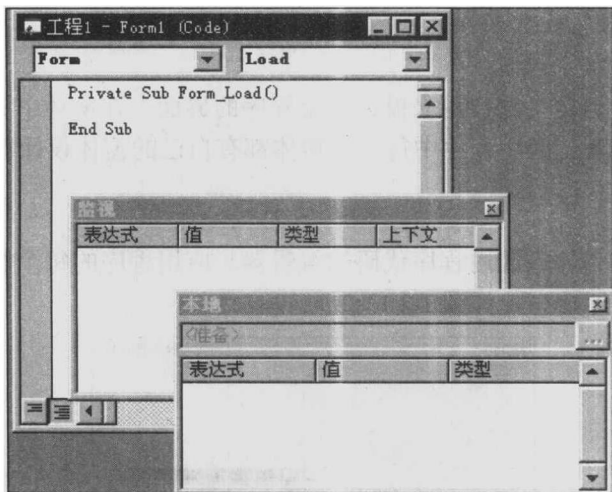 工程1 - Form1 (Code)
Form Load
Private Sub Form_Load()
End Sub
监视
表达式 值 类型 上下文
本地
<准备> ...
表达式 值 类型